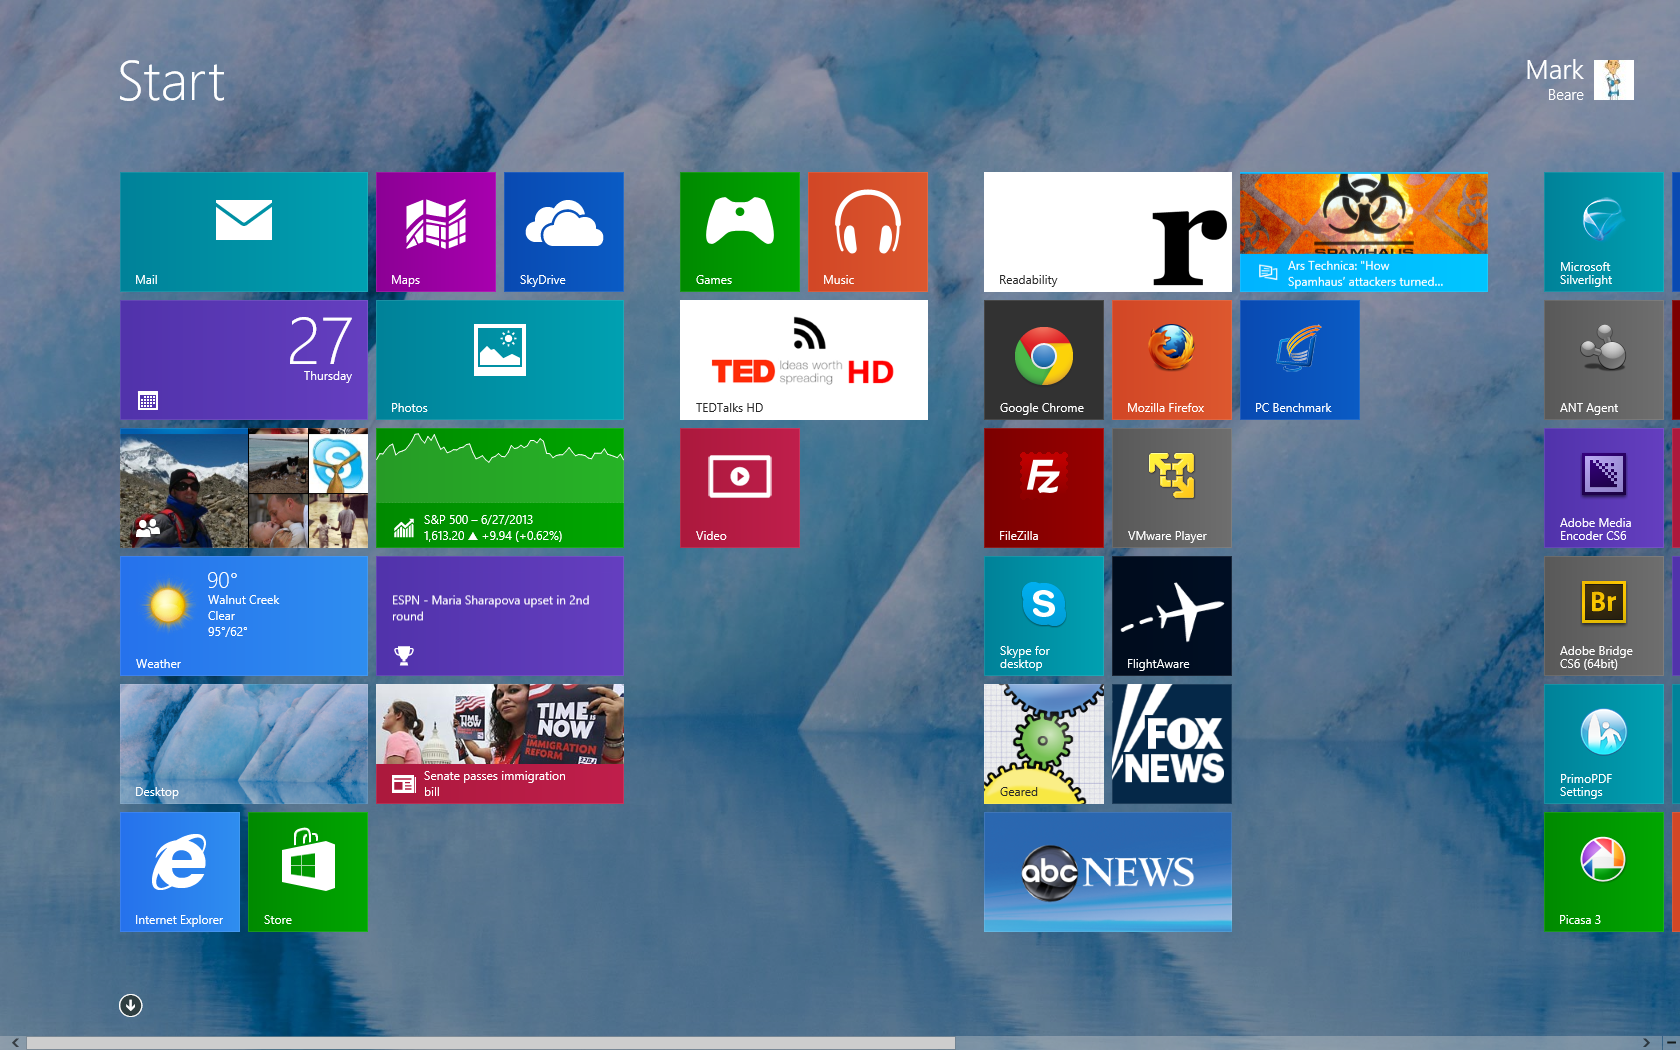 Start
Mark
Beare
Mail
Maps
SkyDrive
27
Thursday
Photos
S&P 500 – 6/27/2013
1,613.20 ▲ +9.94 (+0.62%)
90°
Walnut Creek
Clear
95°/62°
Weather
ESPN - Maria Sharapova upset in 2nd
round
Desktop
TIME
NOW
TIME IS
NOW
FOR
IMMIGRATION
REFORM
Senate passes immigration
bill
Internet Explorer
Store
Games
Music
TED
Ideas worth
spreading
HD
TEDTalks HD
Video
r
Readability
SPAMHAUS
Ars Technica: "How
Spamhaus' attackers turned...
Google Chrome
Mozilla Firefox
PC Benchmark
Fz
FileZilla
VMware Player
S
Skype for
desktop
FlightAware
Geared
FOX
NEWS
abc NEWS
Microsoft
Silverlight
ANT Agent
Adobe Media
Encoder CS6
Br
Adobe Bridge
CS6 (64bit)
PrimoPDF
Settings
Picasa 3